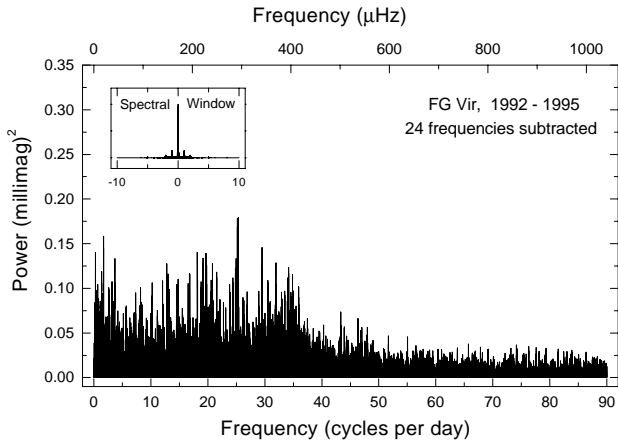 Frequency (μHz)
0 200 400 600 800 1000
0.35
0.30
0.25
0.20
0.15
0.10
0.05
0.00
Power (millimag)²
Spectral Window
-10 0 10
FG Vir, 1992 - 1995
24 frequencies subtracted
0 10 20 30 40 50 60 70 80 90
Frequency (cycles per day)